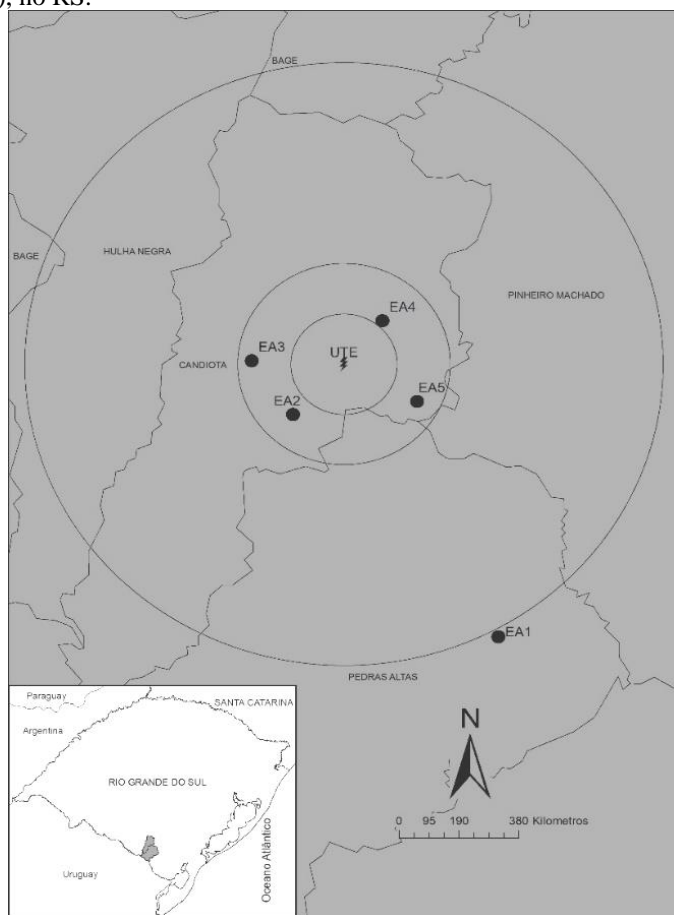 ), no RS.
BAGE
HULHA NEGRA
BAGE
PINHEIRO MACHADO
EA4
UTE
EA3
CANDIOTA
EA5
EA2
EA1
PEDRAS ALTAS
Paraguay
SANTA CATARINA
Argentina
RIO GRANDE DO SUL
Oceano Atlântico
Uruguay
N
0 95 190 380 Kilometros